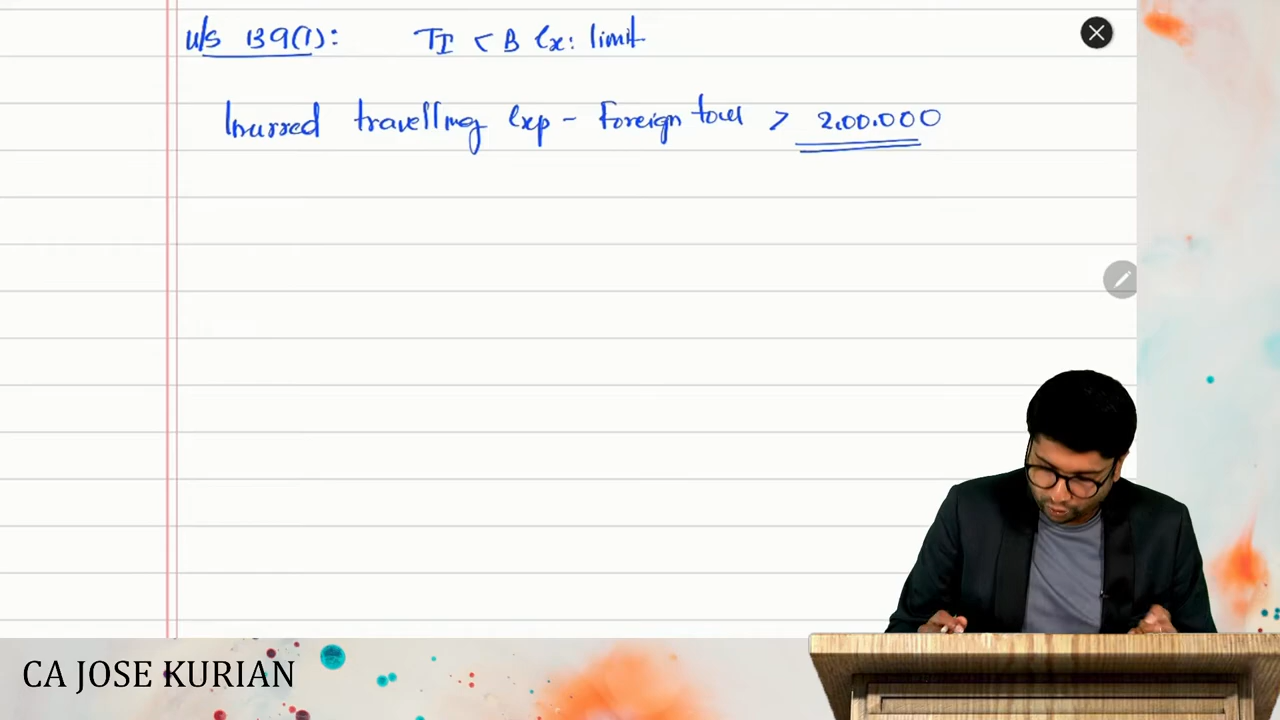 u/s 139(1): TI < B Ex: limit
Incurred travelling Exp - Foreign tour > 2,00,000
CA JOSE KURIAN